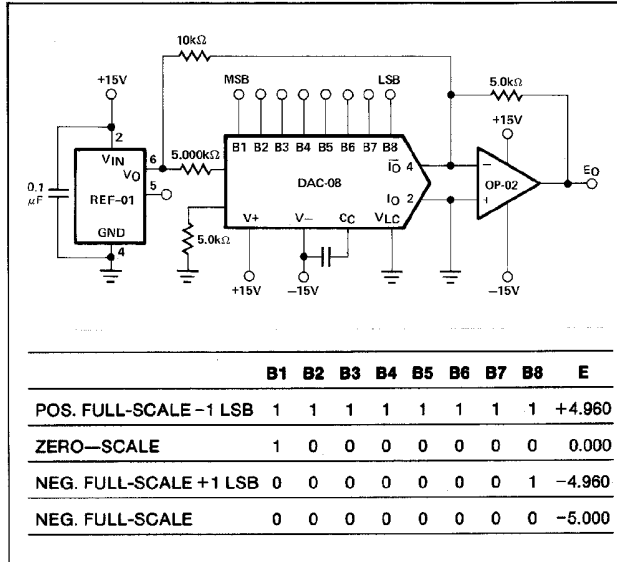 10kΩ
+15V
MSB
LSB
5.0kΩ
2
+15V
VIN
6
B1 B2 B3 B4 B5 B6 B7 B8
VO
5.000kΩ
IO 4
−
EO
5
DAC-08
OP-02
0.1
μF
REF-01
IO 2
+
GND
V+
V−
CC
VLC
4
5.0kΩ
+15V
−15V
−15V
B1 B2 B3 B4 B5 B6 B7 B8 E
POS. FULL-SCALE −1 LSB 1 1 1 1 1 1 1 1 +4.960
ZERO—SCALE 1 0 0 0 0 0 0 0 0.000
NEG. FULL-SCALE +1 LSB 0 0 0 0 0 0 0 1 −4.960
NEG. FULL-SCALE 0 0 0 0 0 0 0 0 −5.000